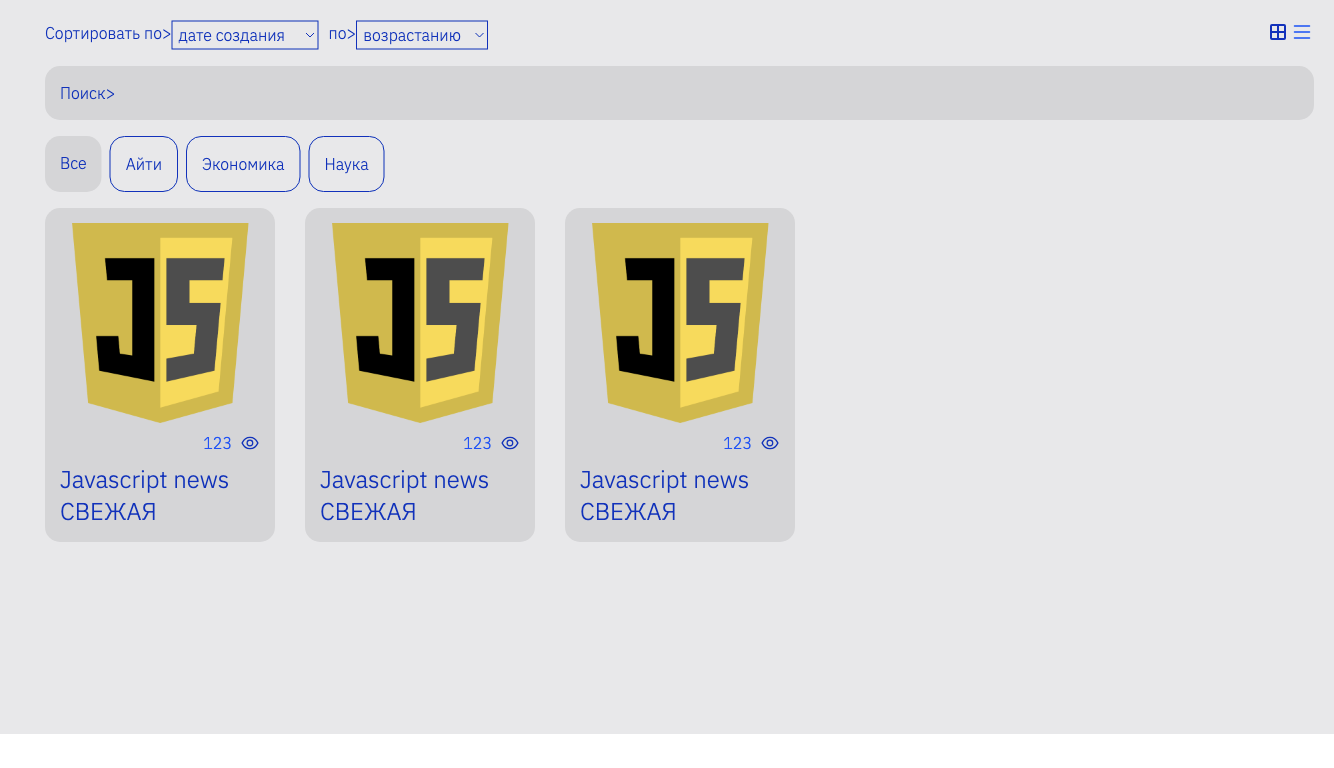 Сортировать по> дате создания по> возрастанию
Поиск>
Все Айти Экономика Наука
JS JS JS
123 123 123
Javascript news Javascript news Javascript news
СВЕЖАЯ СВЕЖАЯ СВЕЖАЯ